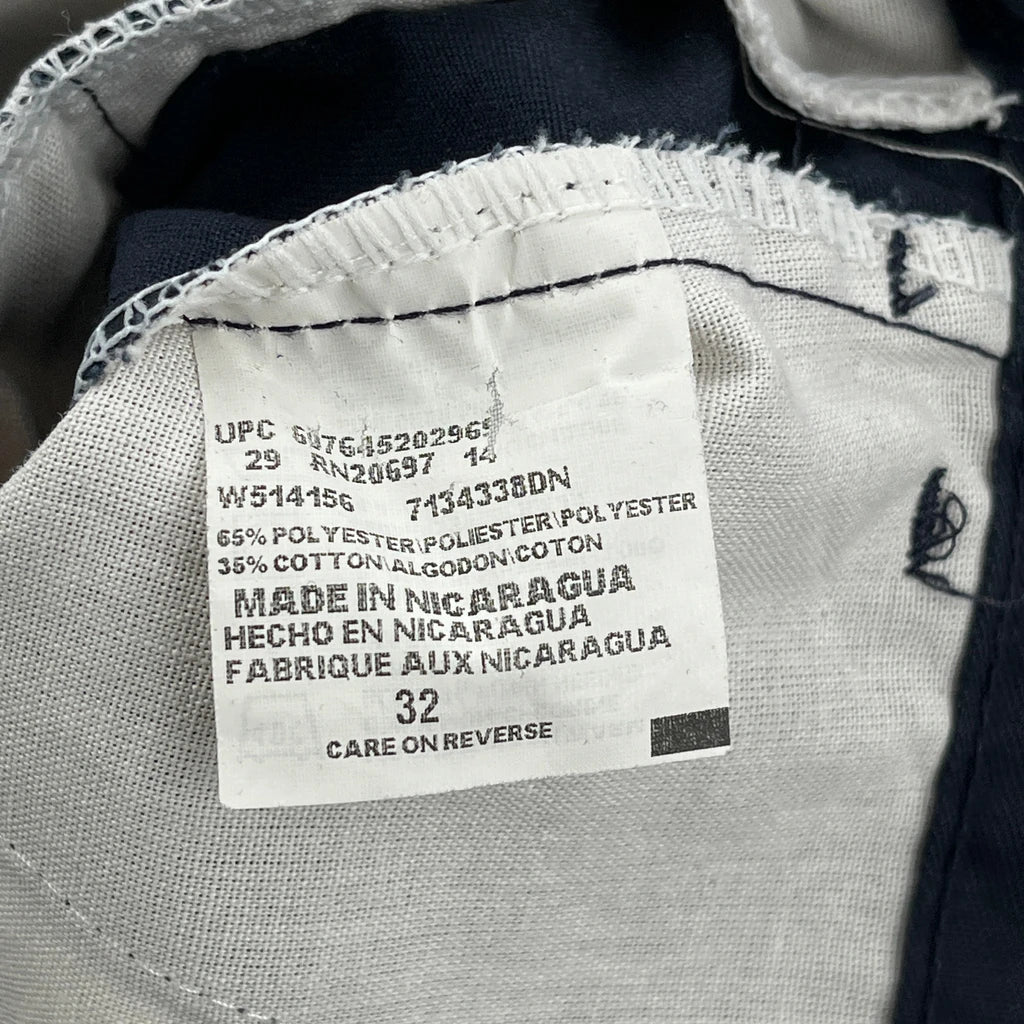 UPC 607645202969
29 RN20697 14
W514156 7134338DN
65% POLYESTER\POLIESTER\POLYESTER
35% COTTON\ALGODON\COTON
MADE IN NICARAGUA
HECHO EN NICARAGUA
FABRIQUE AUX NICARAGUA
32
CARE ON REVERSE